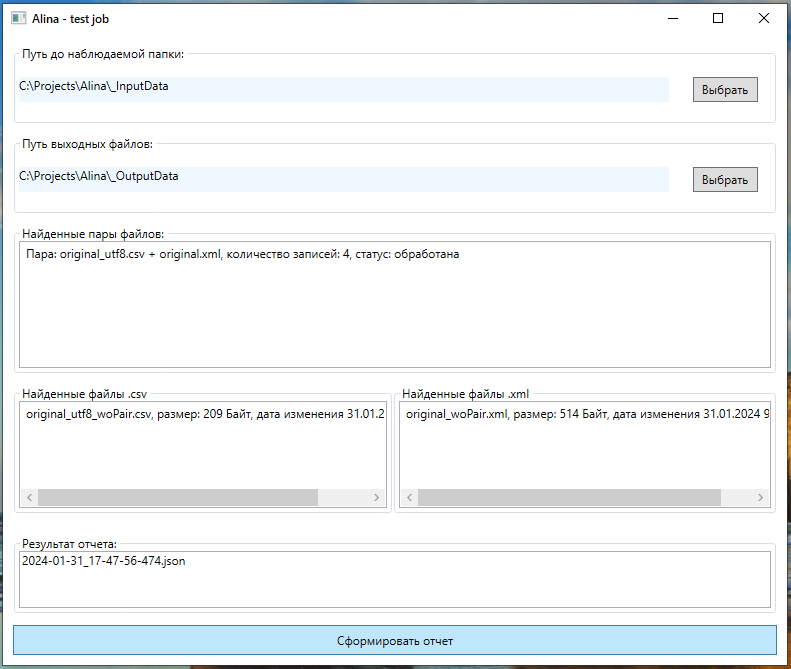 Alina - test job
Путь до наблюдаемой папки:
C:\Projects\Alina\_InputData
Выбрать
Путь выходных файлов:
C:\Projects\Alina\_OutputData
Выбрать
Найденные пары файлов:
Пара: original_utf8.csv + original.xml, количество записей: 4, статус: обработана
Найденные файлы .csv
original_utf8_woPair.csv, размер: 209 Байт, дата изменения 31.01.2
Найденные файлы .xml
original_woPair.xml, размер: 514 Байт, дата изменения 31.01.2024 9
Результат отчета:
2024-01-31_17-47-56-474.json
Сформировать отчет